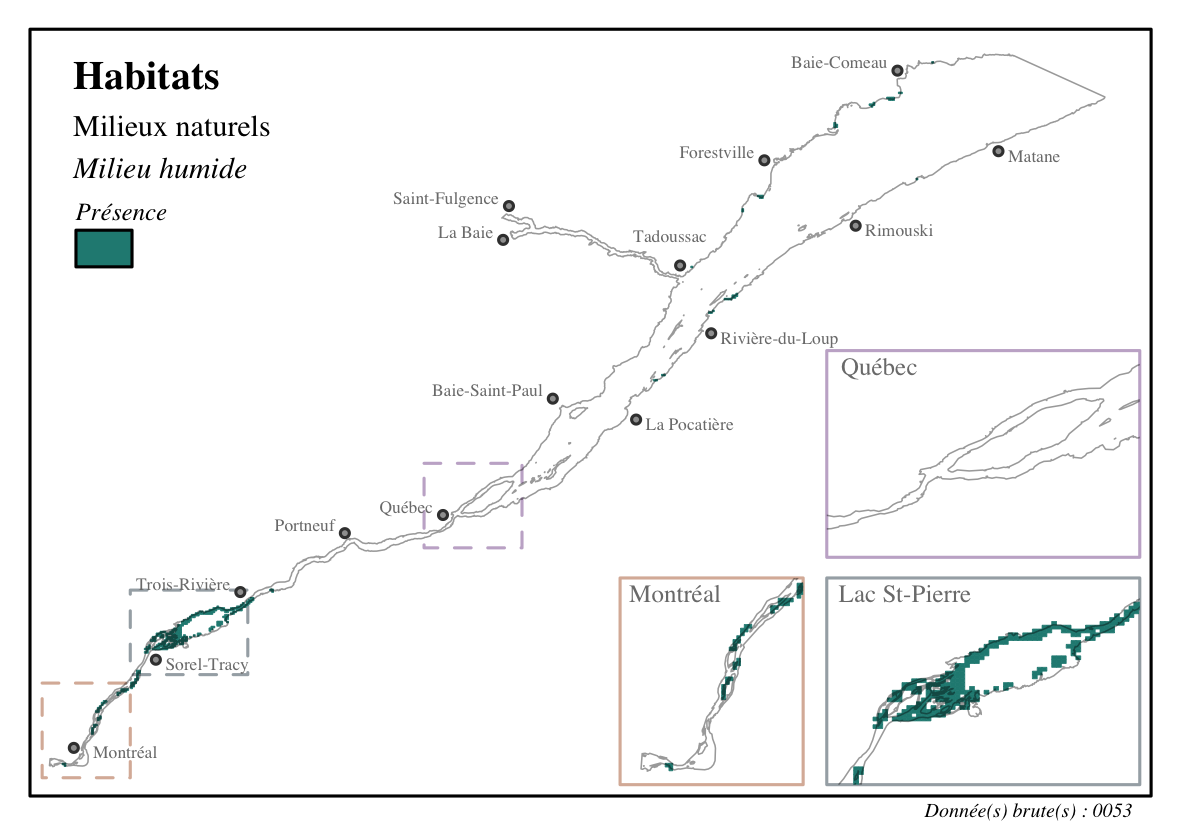 Habitats
Milieux naturels
Milieu humide
Présence
Baie-Comeau
Forestville
Matane
Saint-Fulgence
La Baie
Tadoussac
Rimouski
Rivière-du-Loup
Baie-Saint-Paul
La Pocatière
Québec
Portneuf
Trois-Rivière
Sorel-Tracy
Montréal
Québec
Montréal
Lac St-Pierre
Donnée(s) brute(s) : 0053